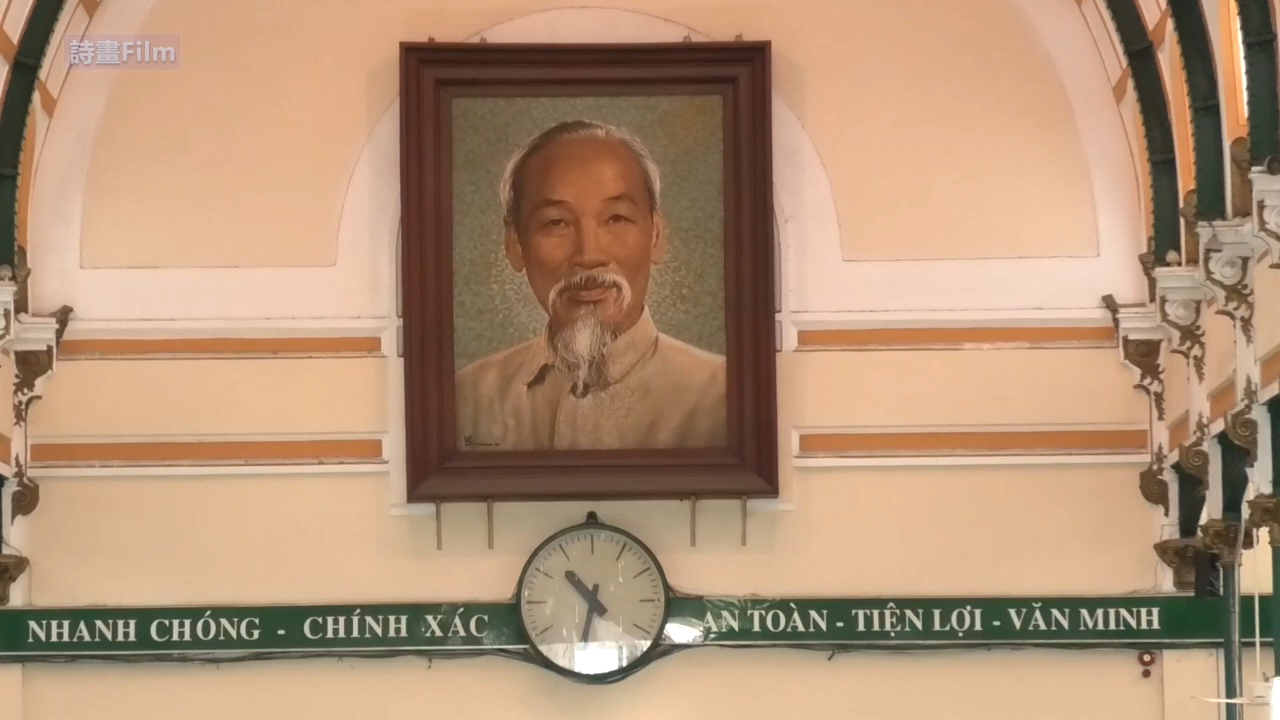 詩畫Film
NHANH CHÓNG - CHÍNH XÁC
AN TOÀN - TIỆN LỢI - VĂN MINH